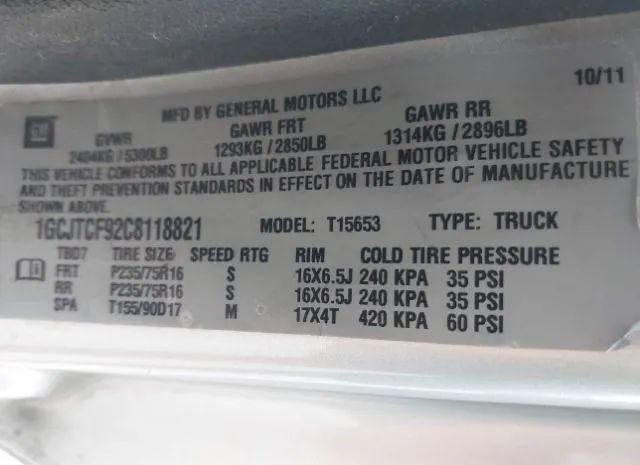 10/11
MFD BY GENERAL MOTORS LLC
GM
GVWR GAWR FRT GAWR RR
2404KG / 5300LB 1293KG / 2850LB 1314KG / 2896LB
THIS VEHICLE CONFORMS TO ALL APPLICABLE FEDERAL MOTOR VEHICLE SAFETY
AND THEFT PREVENTION STANDARDS IN EFFECT ON THE DATE OF MANUFACTURE
SHOWN ABOVE.
1GCJTCF92C8118821 MODEL: T15653 TYPE: TRUCK
TBD7 TIRE SIZE SPEED RTG RIM COLD TIRE PRESSURE
FRT P235/75R16 S 16X6.5J 240 KPA 35 PSI
RR P235/75R16 S 16X6.5J 240 KPA 35 PSI
SPA T155/90D17 M 17X4T 420 KPA 60 PSI